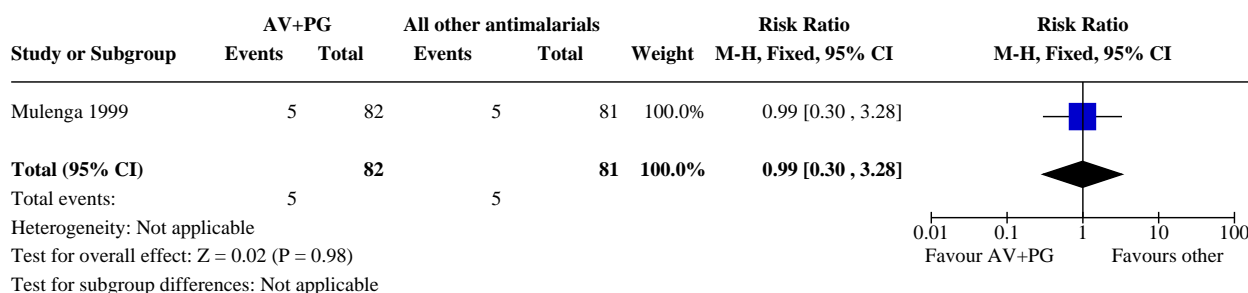 AV+PG All other antimalarials Risk Ratio Risk Ratio
Study or Subgroup Events Total Events Total Weight M-H, Fixed, 95% CI M-H, Fixed, 95% CI
Mulenga 1999 5 82 5 81 100.0% 0.99 [0.30 , 3.28]
Total (95% CI) 82 81 100.0% 0.99 [0.30 , 3.28]
Total events: 5 5
Heterogeneity: Not applicable
0.01 0.1 1 10 100
Test for overall effect: Z = 0.02 (P = 0.98) Favour AV+PG Favours other
Test for subgroup differences: Not applicable